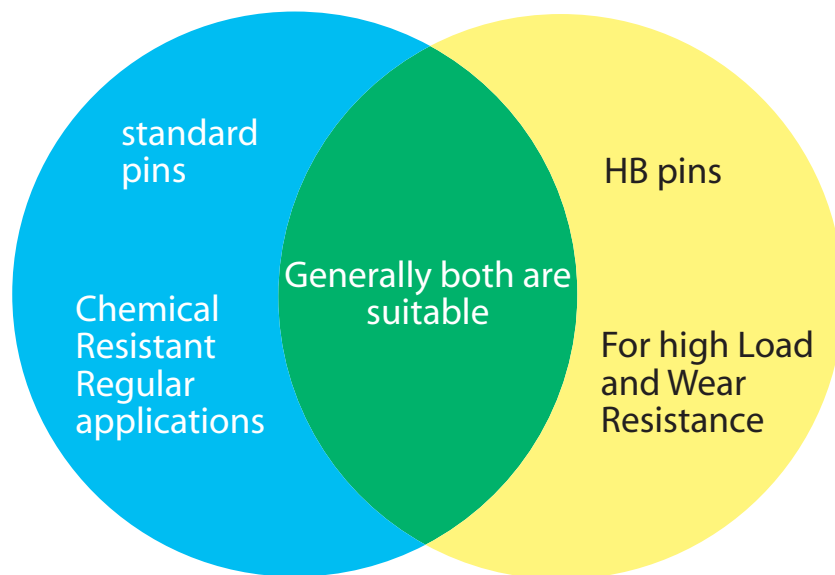 standard
pins
Chemical
Resistant
Regular
applications
Generally both are
suitable
HB pins
For high Load
and Wear
Resistance